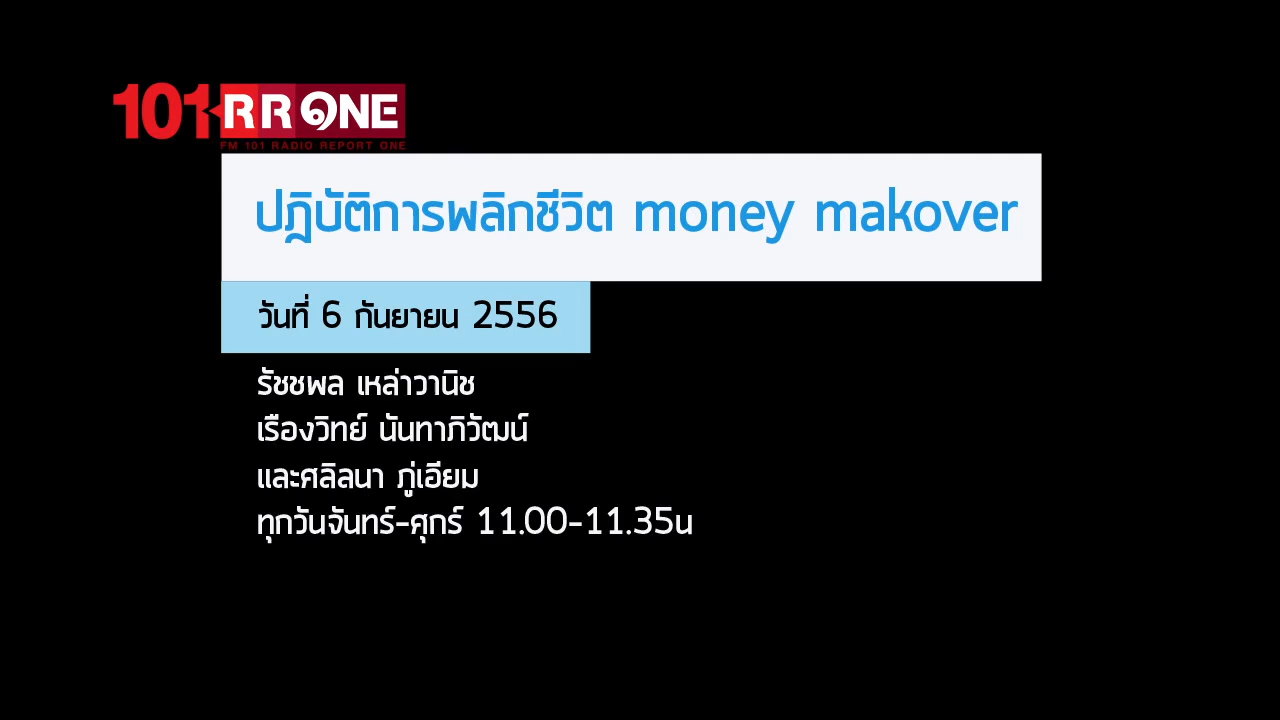 101 RR ONE
FM 101 RADIO REPORT ONE
ปฎิบัติการพลิกชีวิต money makover
วันที่ 6 กันยายน 2556
รัชชพล เหล่าวานิช
เรืองวิทย์ นันทาภิวัฒน์
และศลิลนา ภู่เอี่ยม
ทุกวันจันทร์-ศุกร์ 11.00-11.35น